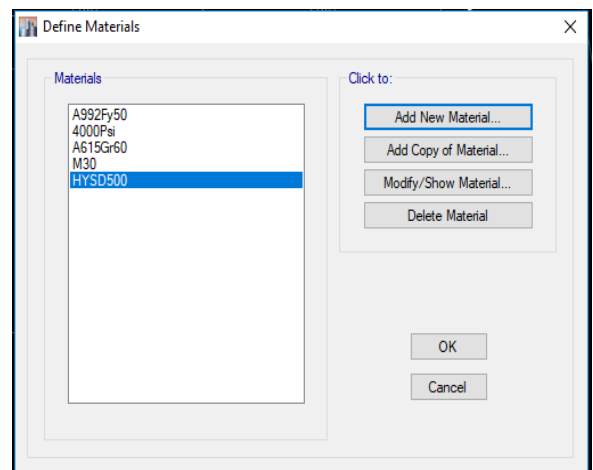 Define Materials
Materials
A992Fy50
4000Psi
A615Gr60
M30
HYSD500
Click to:
Add New Material...
Add Copy of Material...
Modify/Show Material...
Delete Material
OK
Cancel